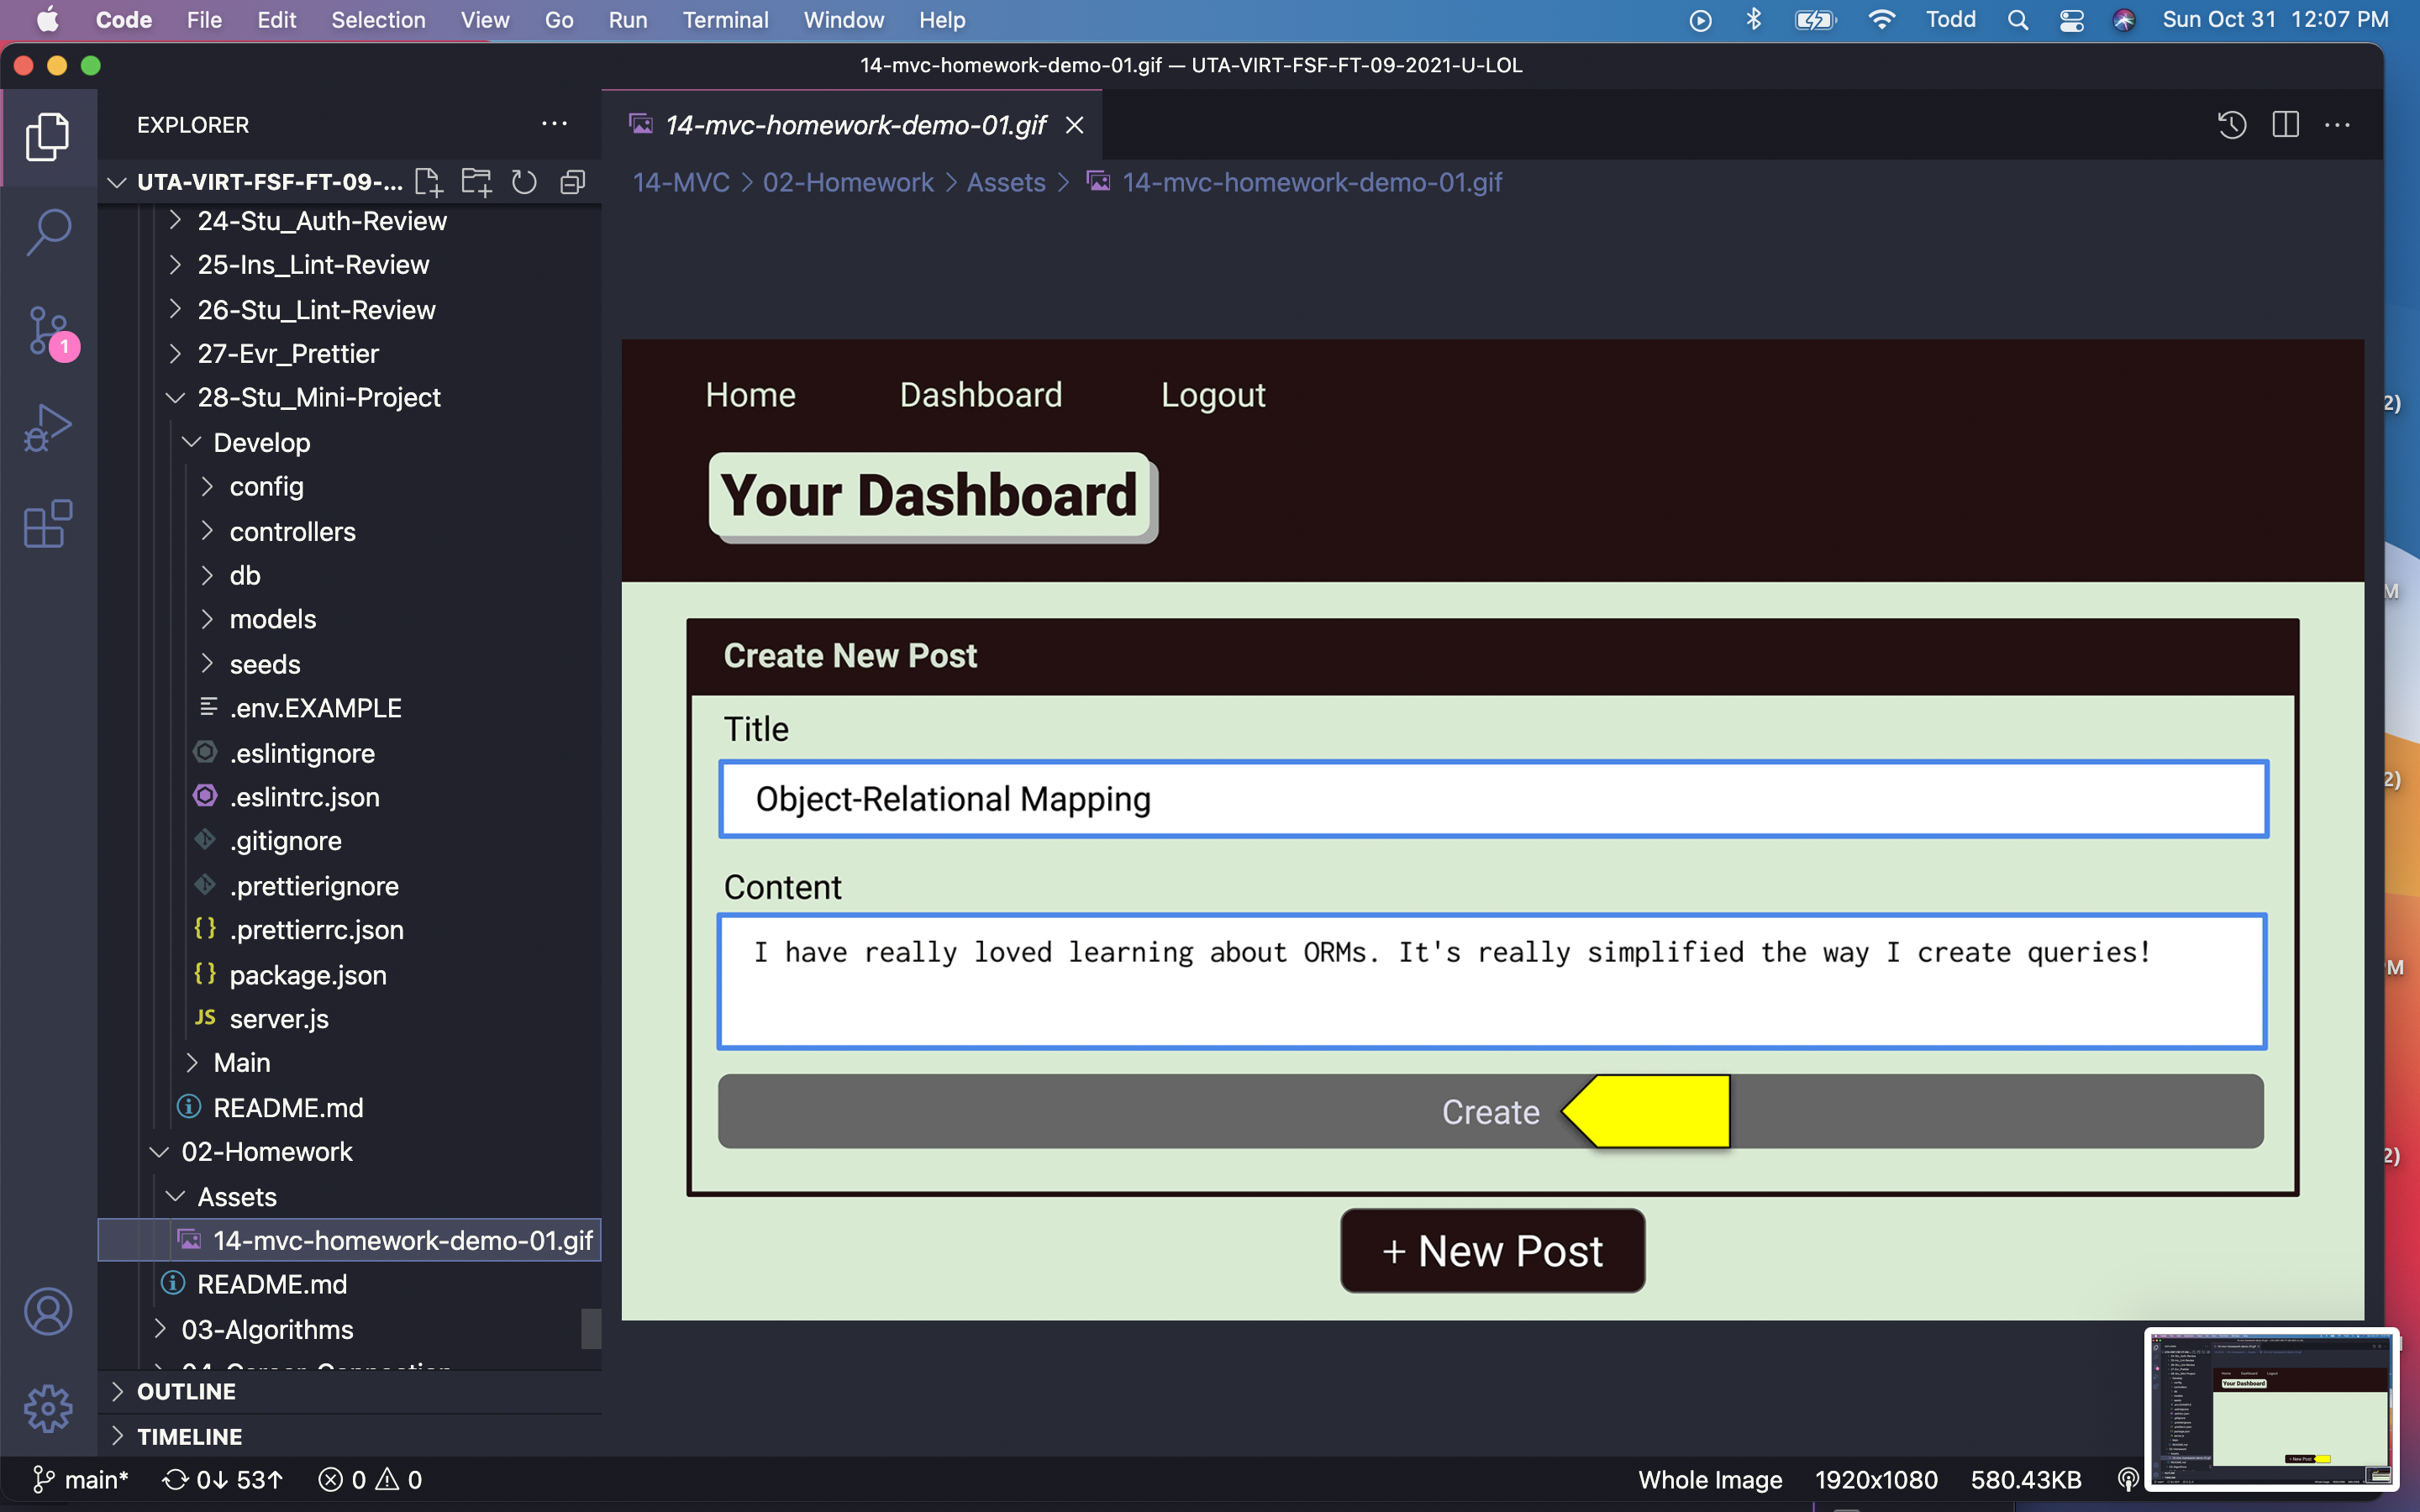 Code File Edit Selection View Go Run Terminal Window Help Todd Sun Oct 31 12:07 PM
14-mvc-homework-demo-01.gif — UTA-VIRT-FSF-FT-09-2021-U-LOL
EXPLORER
14-mvc-homework-demo-01.gif
UTA-VIRT-FSF-FT-09-...
14-MVC > 02-Homework > Assets > 14-mvc-homework-demo-01.gif
24-Stu_Auth-Review
25-Ins_Lint-Review
26-Stu_Lint-Review
27-Evr_Prettier
28-Stu_Mini-Project
Develop
config
controllers
db
models
seeds
.env.EXAMPLE
.eslintignore
.eslintrc.json
.gitignore
.prettierignore
.prettierrc.json
package.json
JS server.js
Main
README.md
02-Homework
Assets
14-mvc-homework-demo-01.gif
README.md
03-Algorithms
OUTLINE
TIMELINE
1
Home Dashboard Logout
Your Dashboard
Create New Post
Title
Object-Relational Mapping
Content
I have really loved learning about ORMs. It's really simplified the way I create queries!
Create
+ New Post
2)
M
2)
PM
2)
Your Dashboard
main* 0↓ 53↑ 0 0 Whole Image 1920x1080 580.43KB